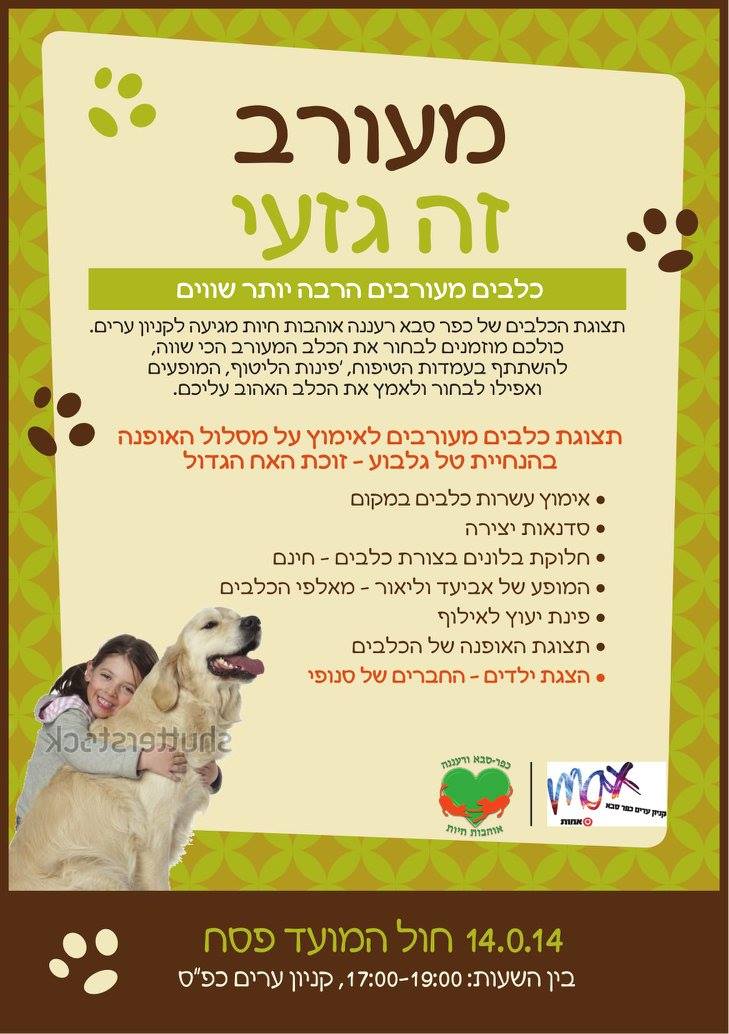 מעורב
זה גזעי
כלבים מעורבים הרבה יותר שווים
תצוגת הכלבים של כפר סבא רעננה אוהבות חיות מגיעה לקניון ערים.
כולכם מוזמנים לבחור את הכלב המעורב הכי שווה,
להשתתף בעמדות הטיפוח, 'פינות הליטוף, המופעים
ואפילו לבחור ולאמץ את הכלב האהוב עליכם.
תצוגת כלבים מעורבים לאימוץ על מסלול האופנה
בהנחיית טל גלבוע - זוכת האח הגדול
• אימוץ עשרות כלבים במקום
• סדנאות יצירה
• חלוקת בלונים בצורת כלבים - חינם
• המופע של אביעד וליאור - מאלפי הכלבים
• פינת יעוץ לאילוף
• תצוגת האופנה של הכלבים
• הצגת ילדים - החברים של סנופי
shutterstock
כפר-סבא ורעננה
אוהבות חיות
max
קניון ערים כפר סבא
אמות
14.0.14 חול המועד פסח
בין השעות: 17:00-19:00, קניון ערים כפ"ס